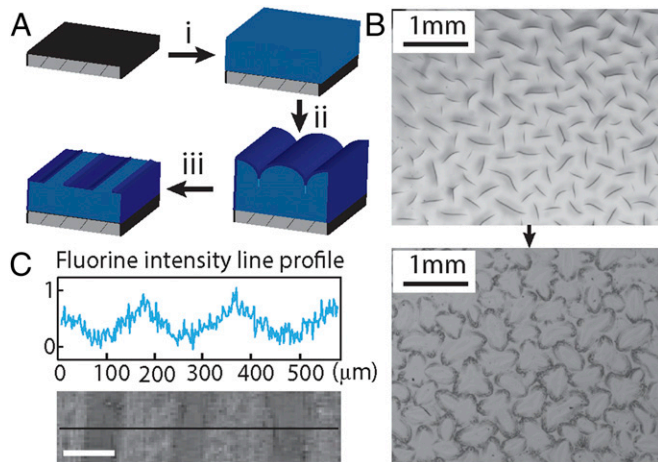 A
i
ii
iii
B
1mm
1mm
C
Fluorine intensity line profile
1
0
0 100 200 300 400 500 (μm)